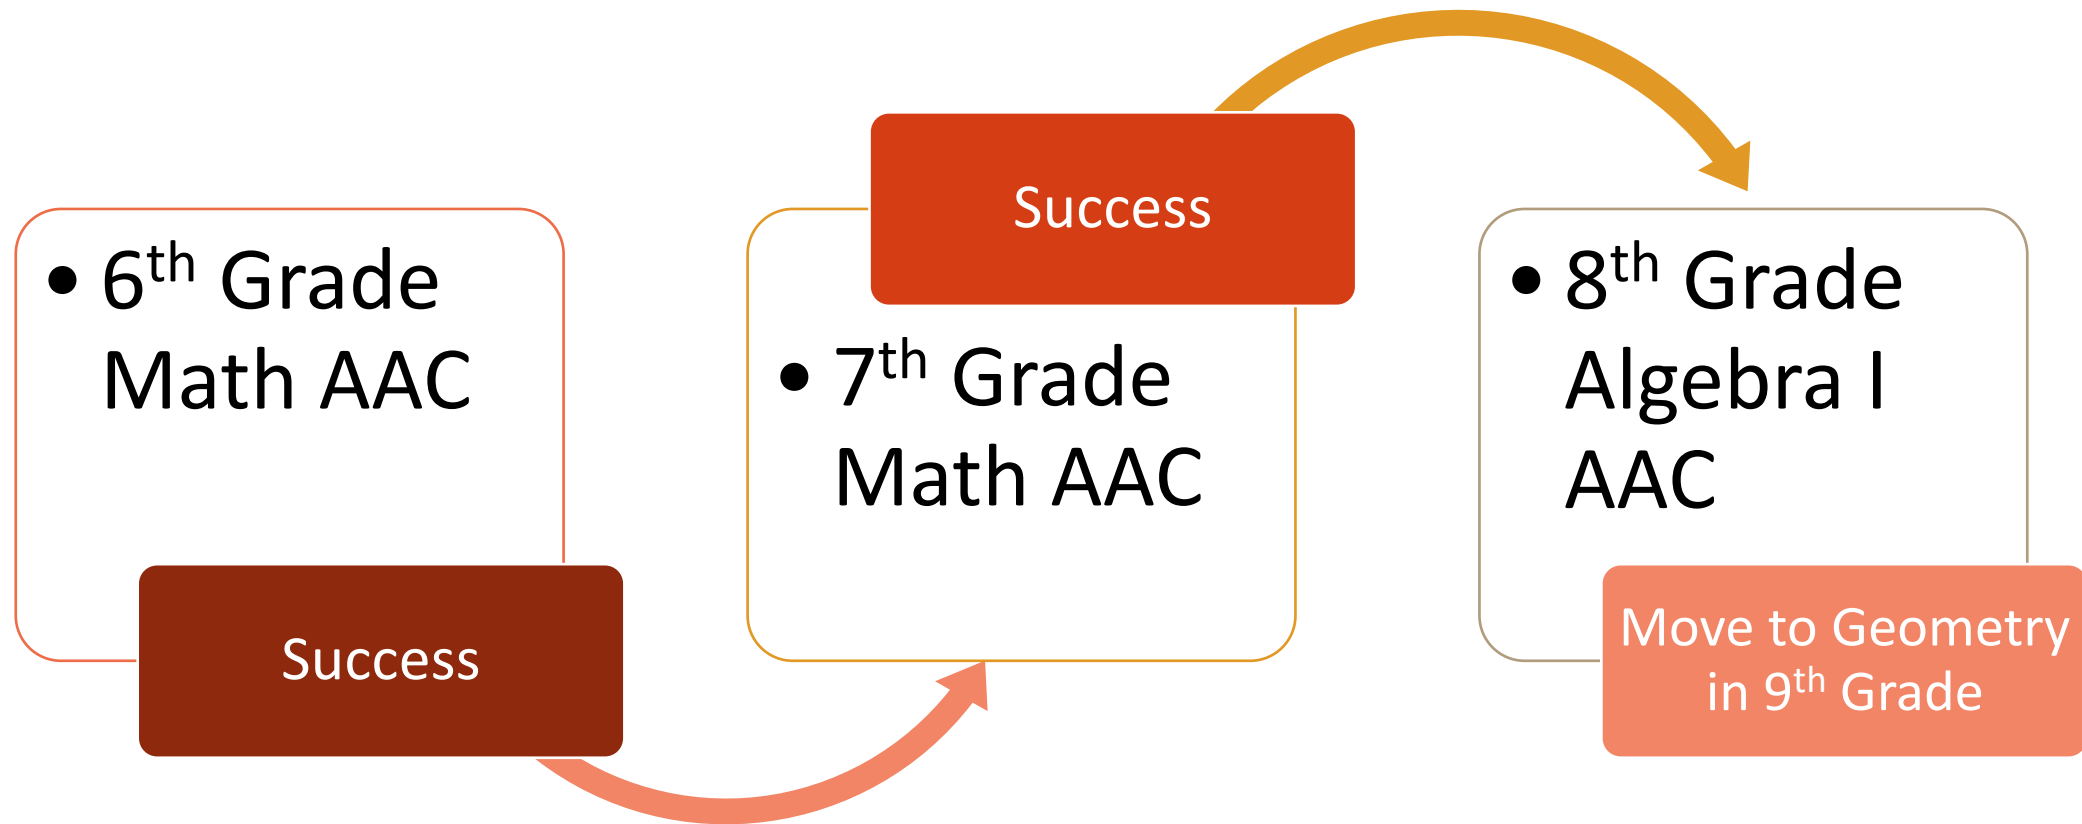 • 6th Grade
Math AAC
Success
Success
• 7th Grade
Math AAC
• 8th Grade
Algebra I
AAC
Move to Geometry
in 9th Grade